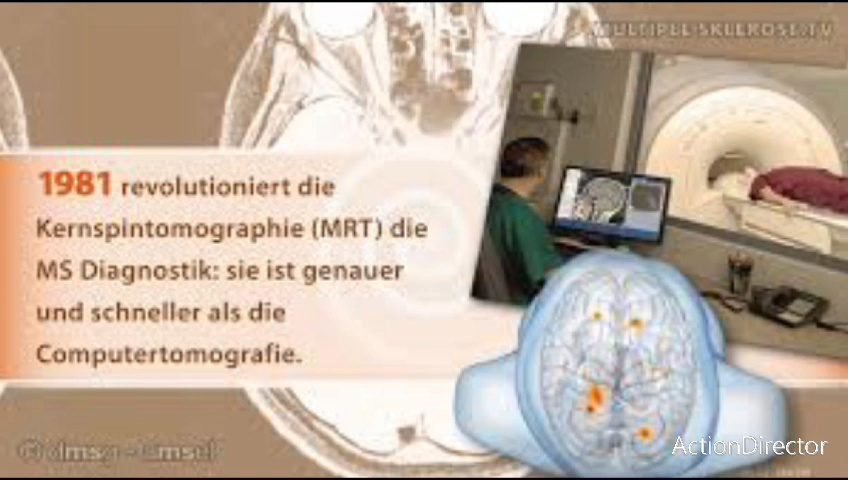 MULTIPLE-SKLEROSE.TV
1981 revolutioniert die
Kernspintomographie (MRT) die
MS Diagnostik: sie ist genauer
und schneller als die
Computertomografie.
ActionDirector